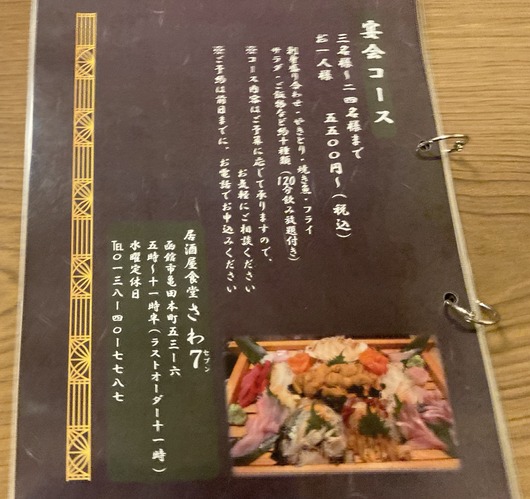 宴会コース
三名様～二四名様まで
お一人様　五五〇〇円～（税込）
刺身盛り合わせ・やきとり・焼き魚・フライ
サラダ・ご飯物など約十種類（120分飲み放題付き）
※コース内容はご予算に応じて承りますので、
お気軽にご相談ください
※ご予約は前日までに、お電話でお申込みください
居酒屋食堂さわ7セブン
函館市亀田本町五三ー六
五時～十一時半（ラストオーダー十一時）
水曜定休日
℡〇一三八ー四〇ー七七八七